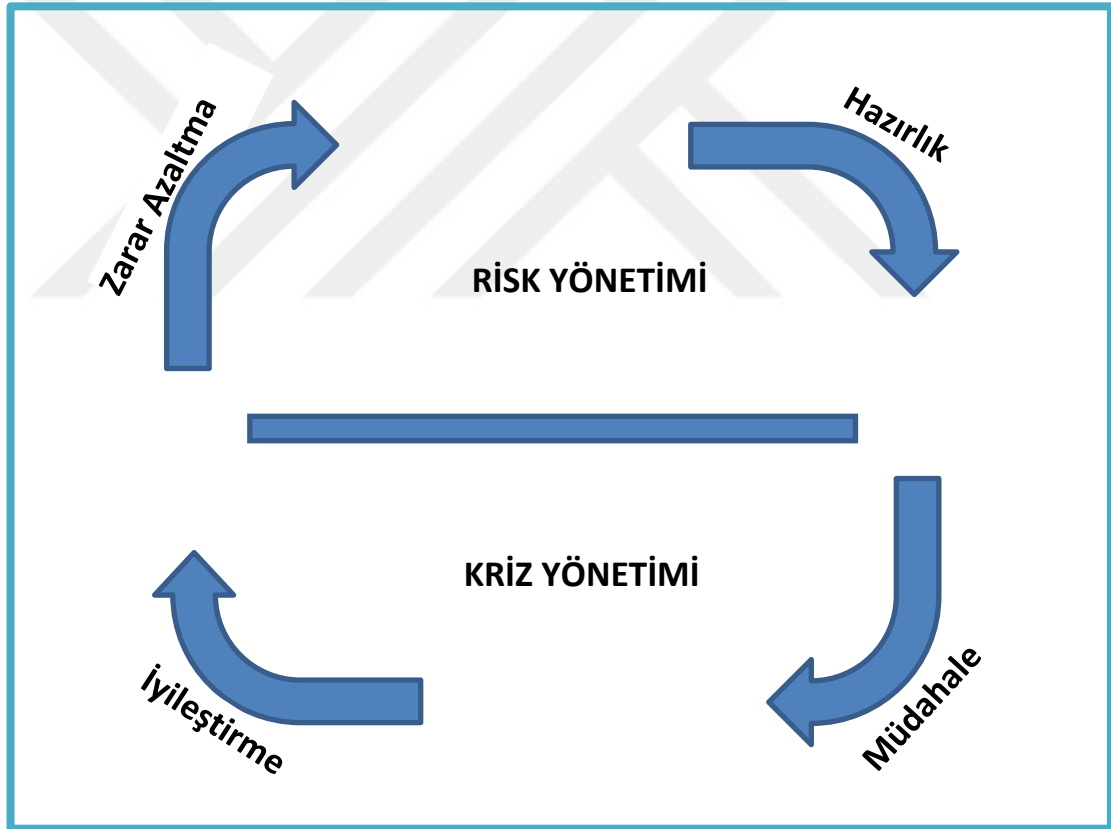 Zarar Azaltma
Hazırlık
RİSK YÖNETİMİ
KRİZ YÖNETİMİ
İyileştirme
Müdahale